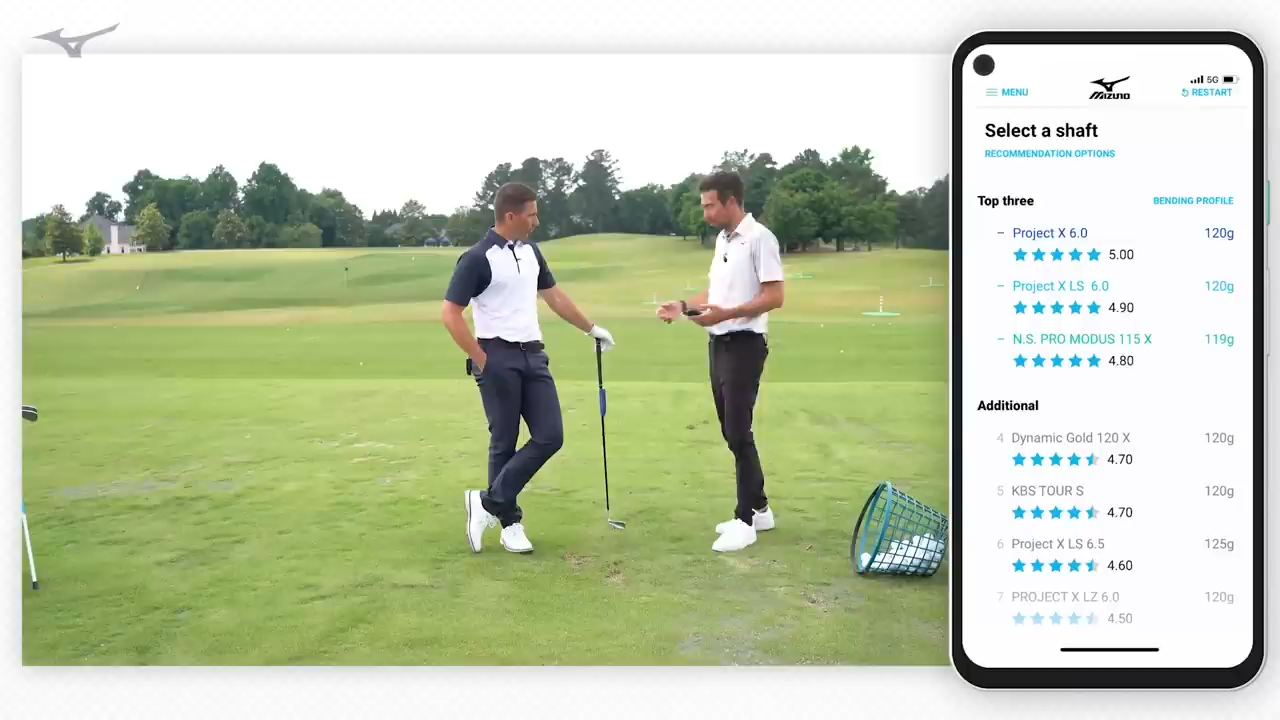 5G
MENU
MIZUNO
RESTART
Select a shaft
RECOMMENDATION OPTIONS
Top three
BENDING PROFILE
– Project X 6.0 120g
5.00
– Project X LS 6.0 120g
4.90
– N.S. PRO MODUS 115 X 119g
4.80
Additional
4 Dynamic Gold 120 X 120g
4.70
5 KBS TOUR S 120g
4.70
6 Project X LS 6.5 125g
4.60
7 PROJECT X LZ 6.0 120g
4.50